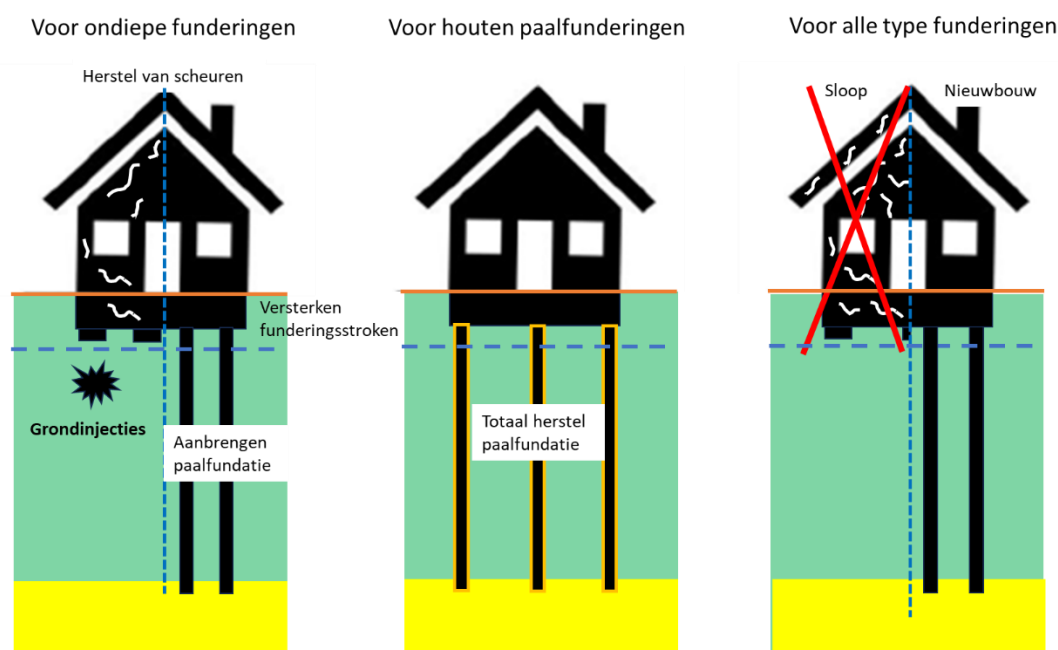 Voor ondiepe funderingen
Herstel van scheuren
Versterken
funderingsstroken
Grondinjecties
Aanbrengen
paalfundatie
Voor houten paalfunderingen
Totaal herstel
paalfundatie
Voor alle type funderingen
Sloop
Nieuwbouw